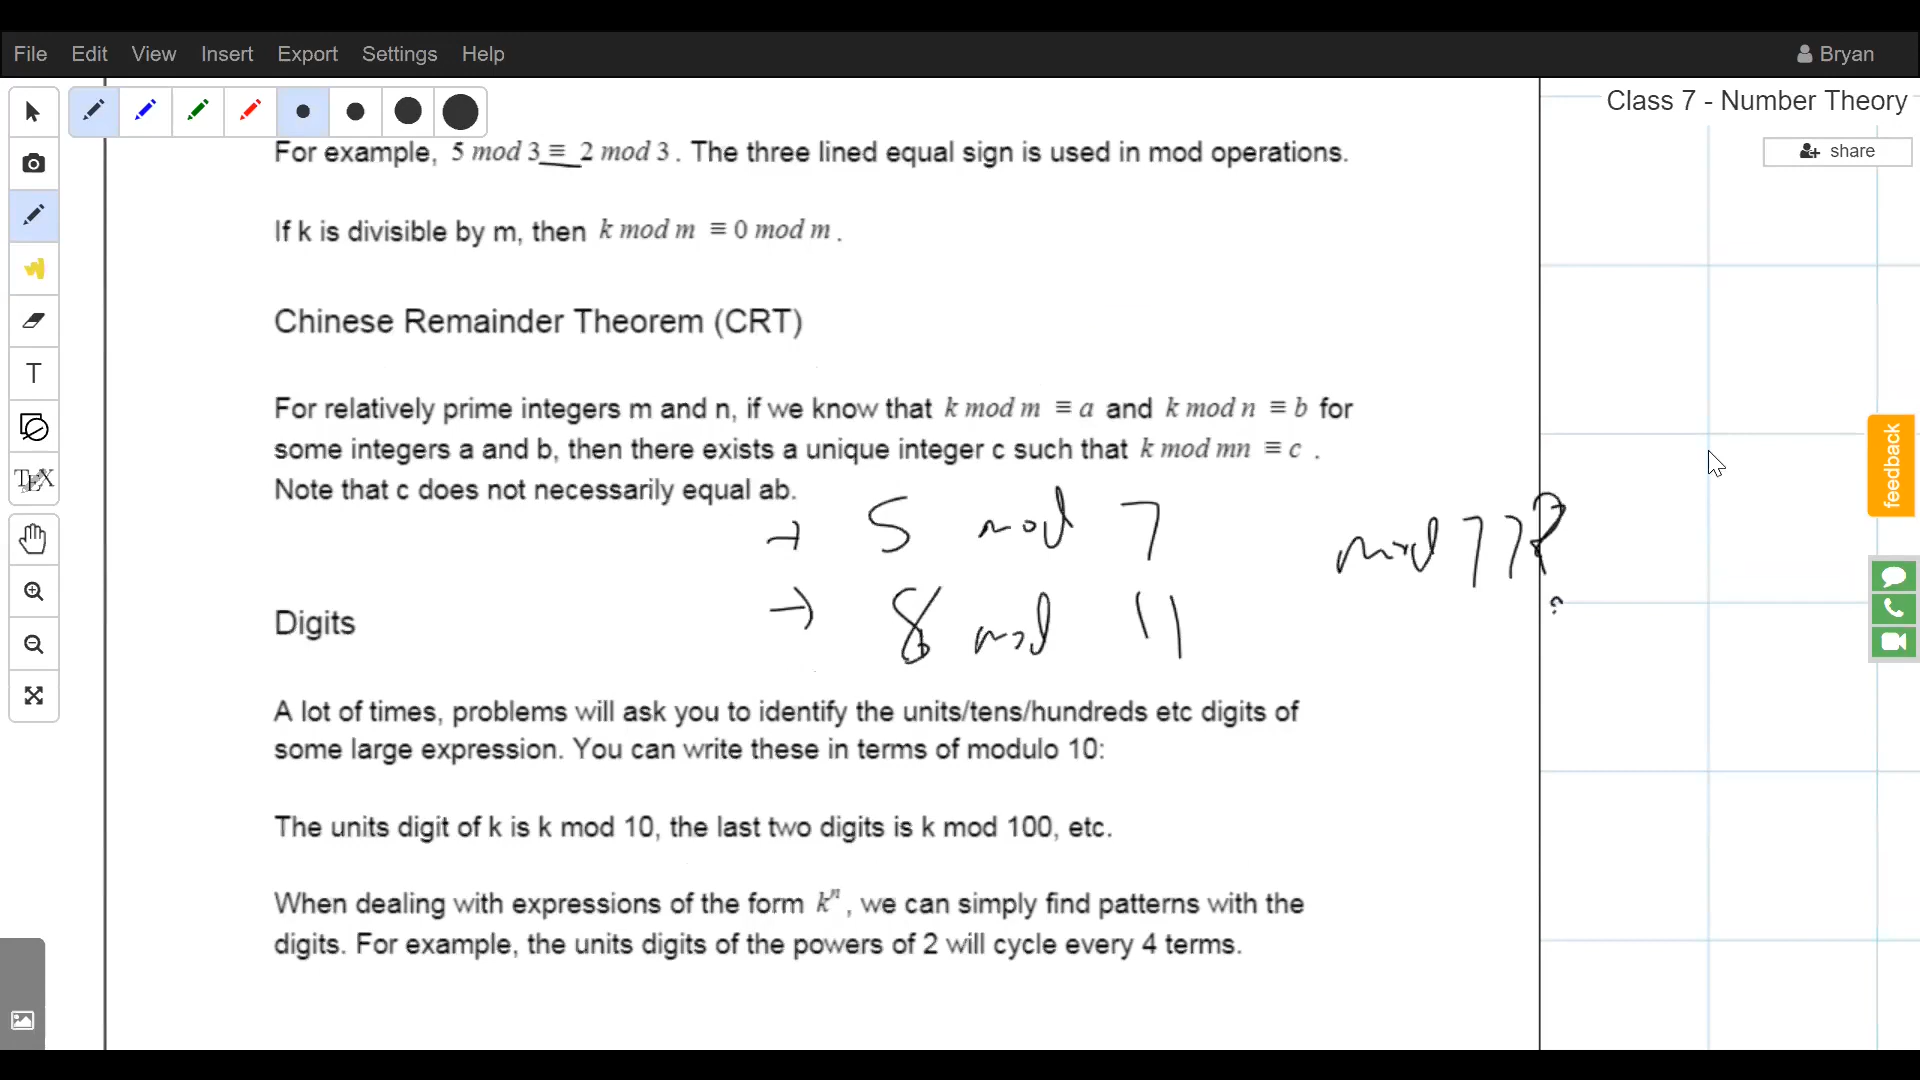 File Edit View Insert Export Settings Help Bryan
Class 7 - Number Theory
share
For example, 5 mod 3 ≡ 2 mod 3. The three lined equal sign is used in mod operations.
If k is divisible by m, then k mod m ≡ 0 mod m.
Chinese Remainder Theorem (CRT)
For relatively prime integers m and n, if we know that k mod m ≡ a and k mod n ≡ b for
some integers a and b, then there exists a unique integer c such that k mod mn ≡ c.
Note that c does not necessarily equal ab.
→ 5 mod 7
mod 77?
→ 8 mod 11
Digits
A lot of times, problems will ask you to identify the units/tens/hundreds etc digits of
some large expression. You can write these in terms of modulo 10:
The units digit of k is k mod 10, the last two digits is k mod 100, etc.
When dealing with expressions of the form kⁿ, we can simply find patterns with the
digits. For example, the units digits of the powers of 2 will cycle every 4 terms.
T
TEX
feedback